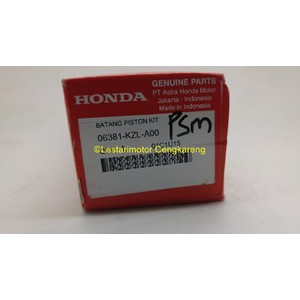 HONDA
GENUINE PARTS
PT Astra Honda Motor
Jakarta - Indonesia
Made in Indonesia
BATANG PISTON KIT
06381-KZL-A00
PSM
©Lestarimotor Cengkareng